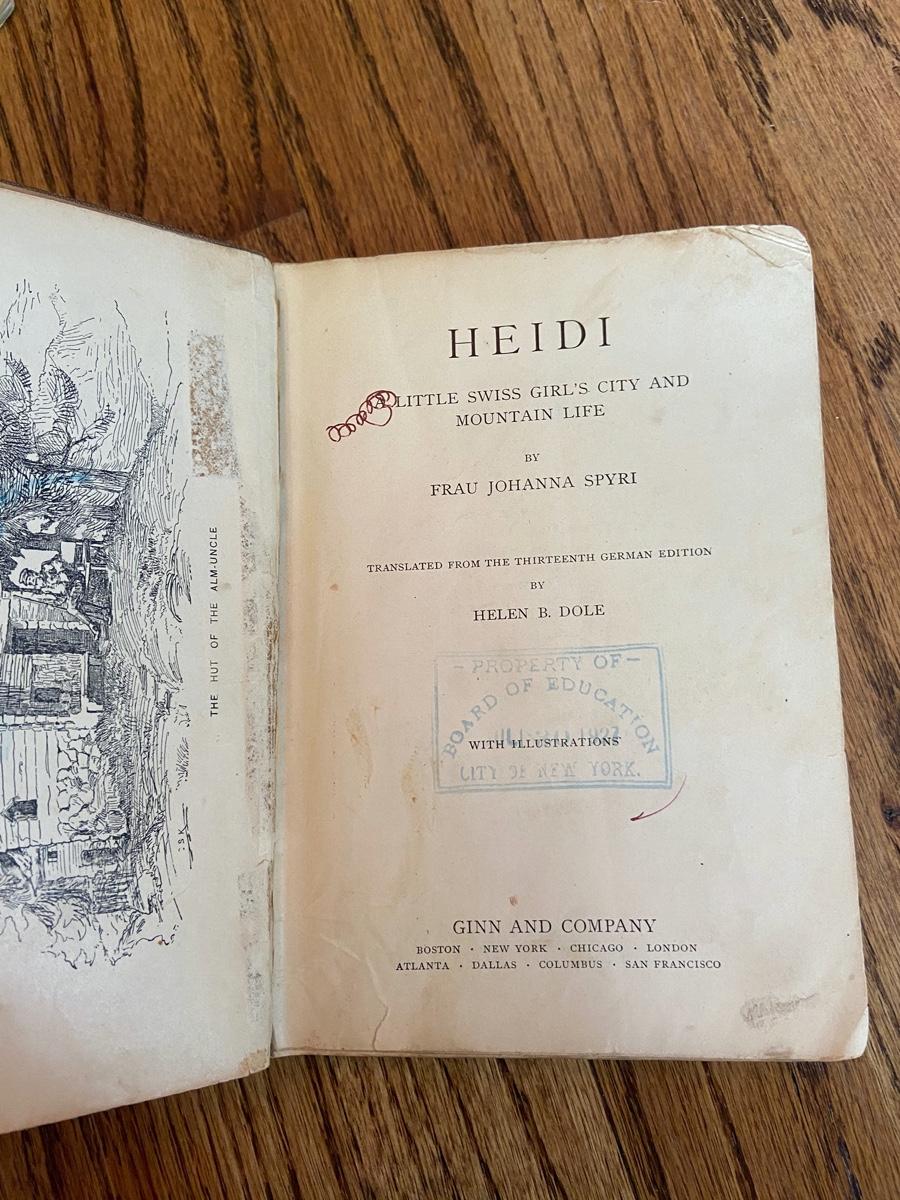 THE HUT OF THE ALM-UNCLE
HEIDI
A LITTLE SWISS GIRL'S CITY AND
MOUNTAIN LIFE
BY
FRAU JOHANNA SPYRI
TRANSLATED FROM THE THIRTEENTH GERMAN EDITION
BY
HELEN B. DOLE
- PROPERTY OF -
BOARD OF EDUCATION
WITH ILLUSTRATIONS
CITY OF NEW YORK.
GINN AND COMPANY
BOSTON · NEW YORK · CHICAGO · LONDON
ATLANTA · DALLAS · COLUMBUS · SAN FRANCISCO